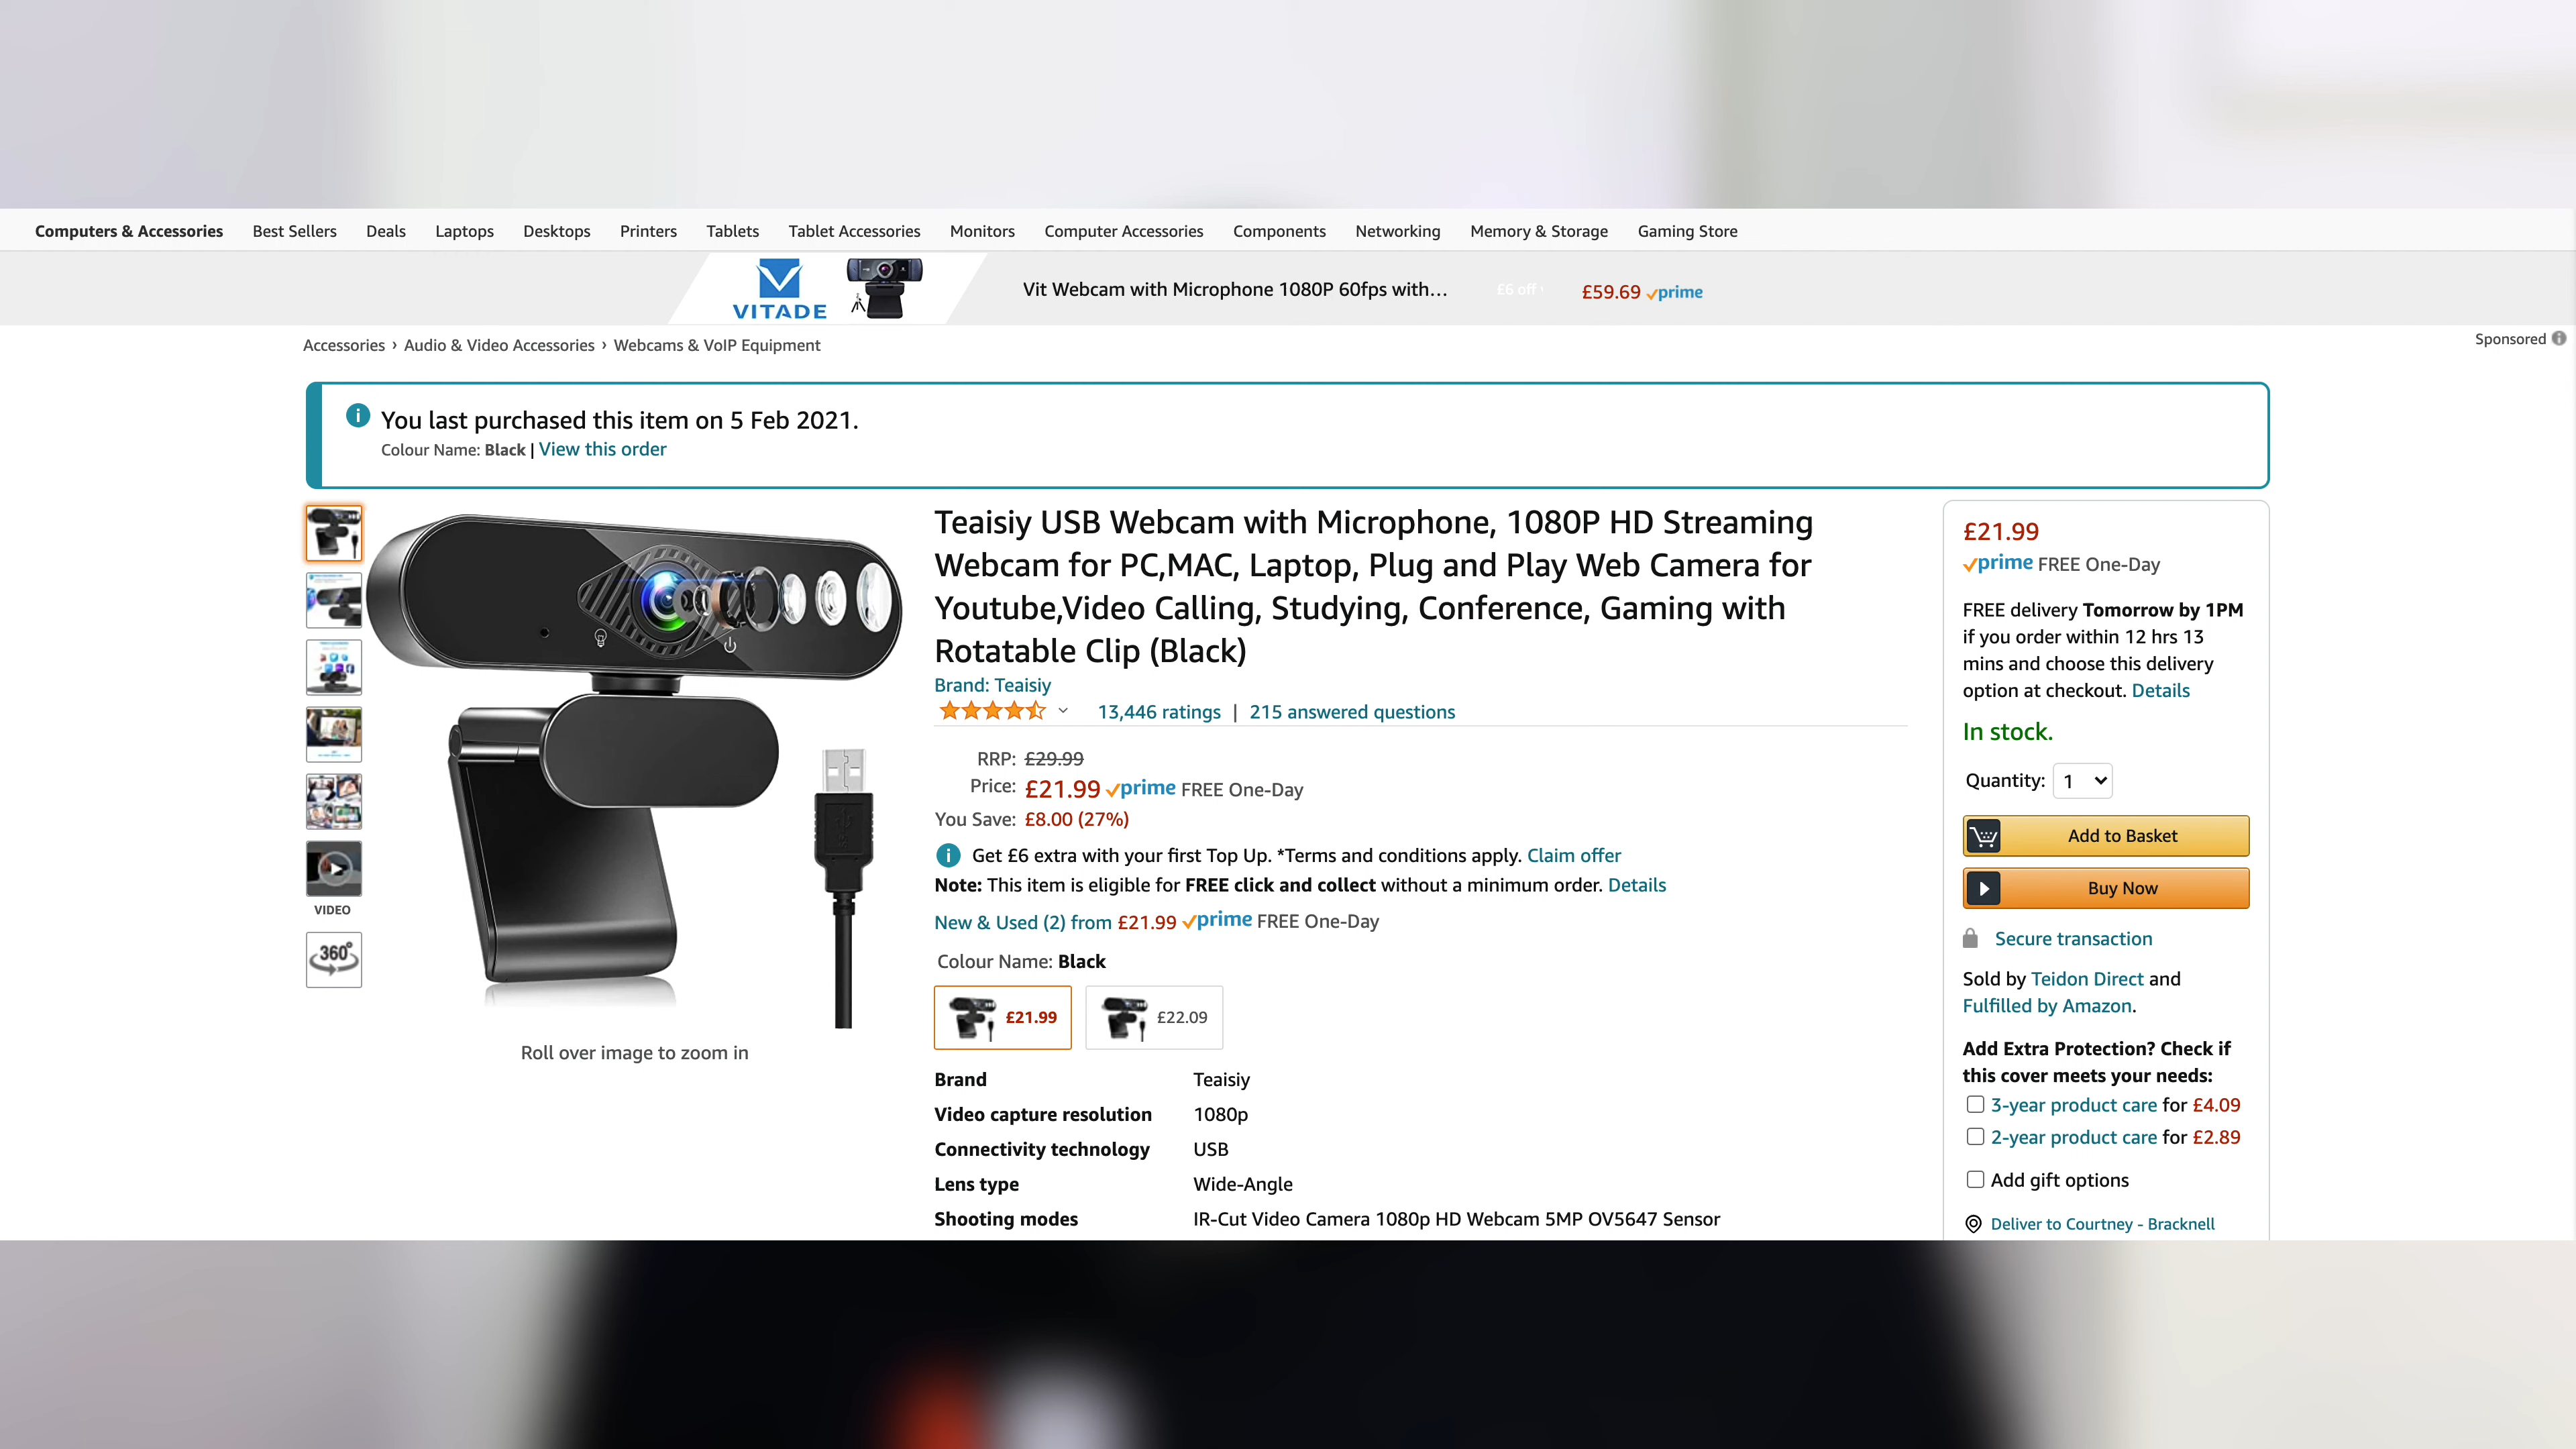 Computers & Accessories Best Sellers Deals Laptops Desktops Printers Tablets Tablet Accessories Monitors Computer Accessories Components Networking Memory & Storage Gaming Store
VITADE
Vit Webcam with Microphone 1080P 60fps with… £6 off › £59.69 prime
Sponsored
Accessories › Audio & Video Accessories › Webcams & VoIP Equipment
You last purchased this item on 5 Feb 2021.
Colour Name: Black | View this order
VIDEO
360°
Roll over image to zoom in
Teaisiy USB Webcam with Microphone, 1080P HD Streaming
Webcam for PC,MAC, Laptop, Plug and Play Web Camera for
Youtube,Video Calling, Studying, Conference, Gaming with
Rotatable Clip (Black)
Brand: Teaisiy
13,446 ratings | 215 answered questions
RRP: £29.99
Price: £21.99 prime FREE One-Day
You Save: £8.00 (27%)
Get £6 extra with your first Top Up. *Terms and conditions apply. Claim offer
Note: This item is eligible for FREE click and collect without a minimum order. Details
New & Used (2) from £21.99 prime FREE One-Day
Colour Name: Black
£21.99 £22.09
Brand Teaisiy
Video capture resolution 1080p
Connectivity technology USB
Lens type Wide-Angle
Shooting modes IR-Cut Video Camera 1080p HD Webcam 5MP OV5647 Sensor
£21.99
prime FREE One-Day
FREE delivery Tomorrow by 1PM
if you order within 12 hrs 13
mins and choose this delivery
option at checkout. Details
In stock.
Quantity: 1
Add to Basket
Buy Now
Secure transaction
Sold by Teidon Direct and
Fulfilled by Amazon.
Add Extra Protection? Check if
this cover meets your needs:
3-year product care for £4.09
2-year product care for £2.89
Add gift options
Deliver to Courtney - Bracknell